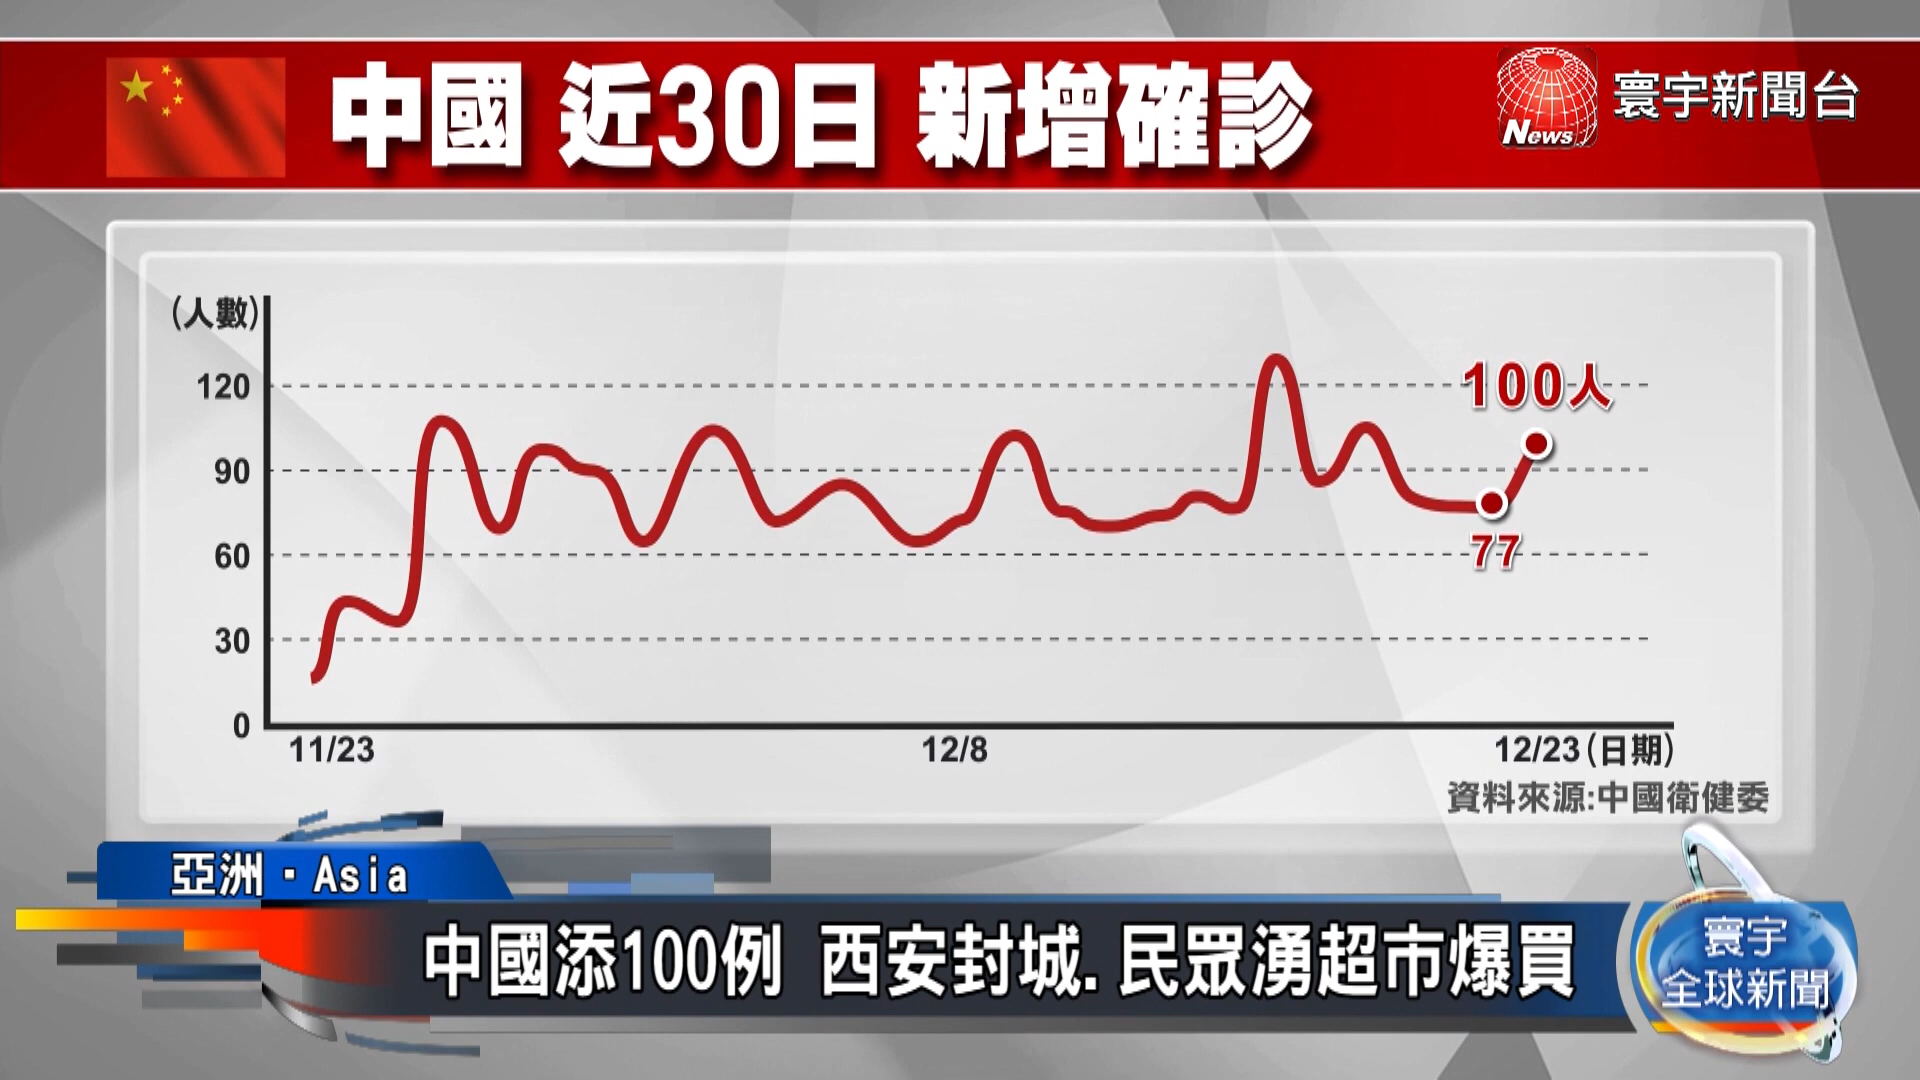 中國 近30日 新增確診
News
寰宇新聞台
(人數)
120
90
60
30
0
100人
77
11/23
12/8
12/23(日期)
資料來源:中國衛健委
亞洲·Asia
中國添100例 西安封城.民眾湧超市爆買
寰宇
全球新聞